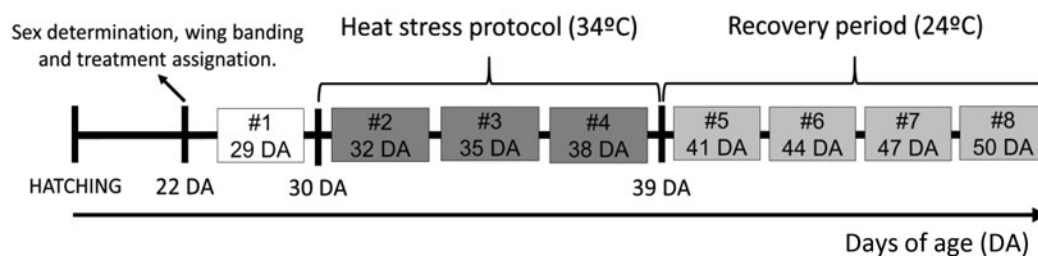 Sex determination, wing banding
and treatment assignation.
Heat stress protocol (34ºC)
Recovery period (24ºC)
#1
29 DA
#2
32 DA
#3
35 DA
#4
38 DA
#5
41 DA
#6
44 DA
#7
47 DA
#8
50 DA
HATCHING
22 DA
30 DA
39 DA
Days of age (DA)